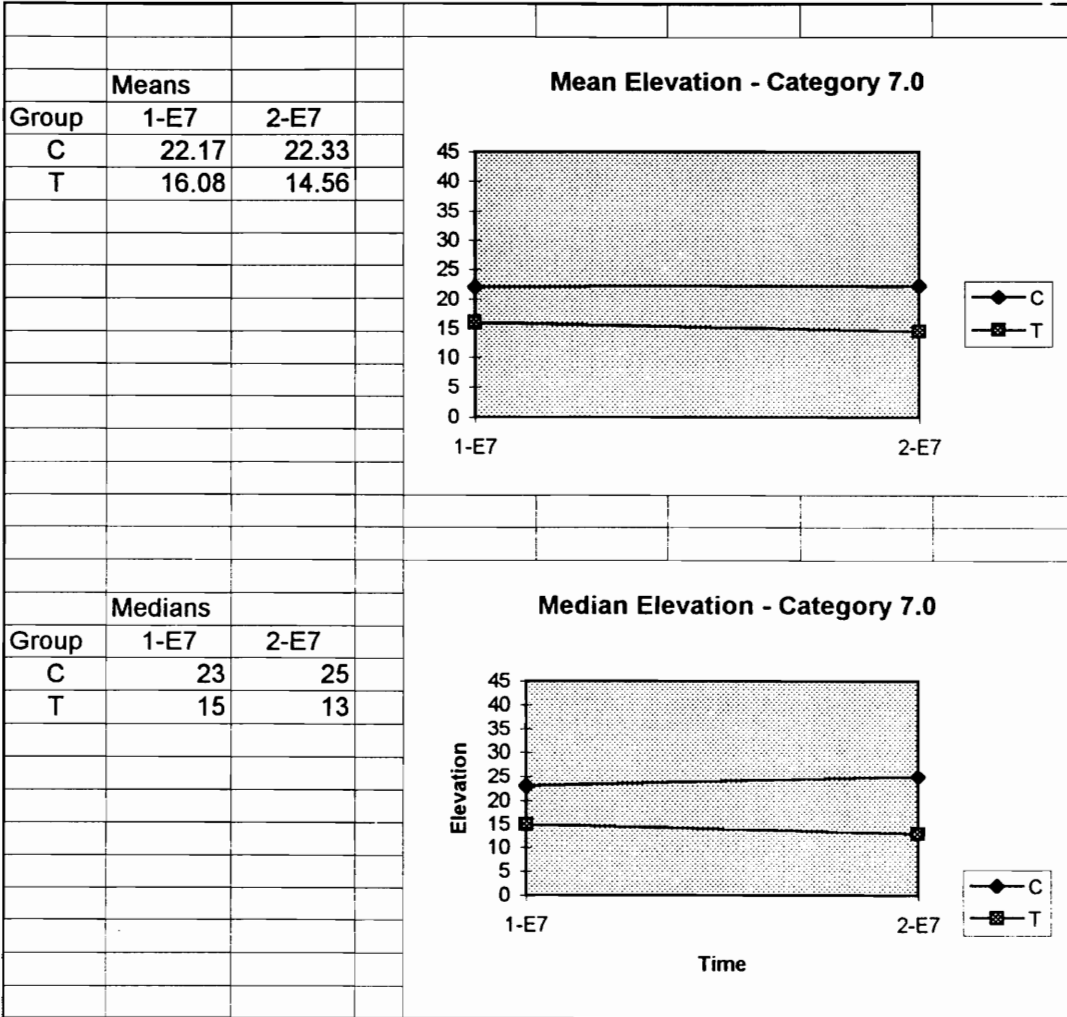 Means
Group 1-E7 2-E7
C 22.17 22.33
T 16.08 14.56
Mean Elevation - Category 7.0
45
40
35
30
25
20
15
10
5
0
1-E7 2-E7
C
T
Medians
Group 1-E7 2-E7
C 23 25
T 15 13
Median Elevation - Category 7.0
Elevation
45
40
35
30
25
20
15
10
5
0
1-E7 2-E7
Time
C
T